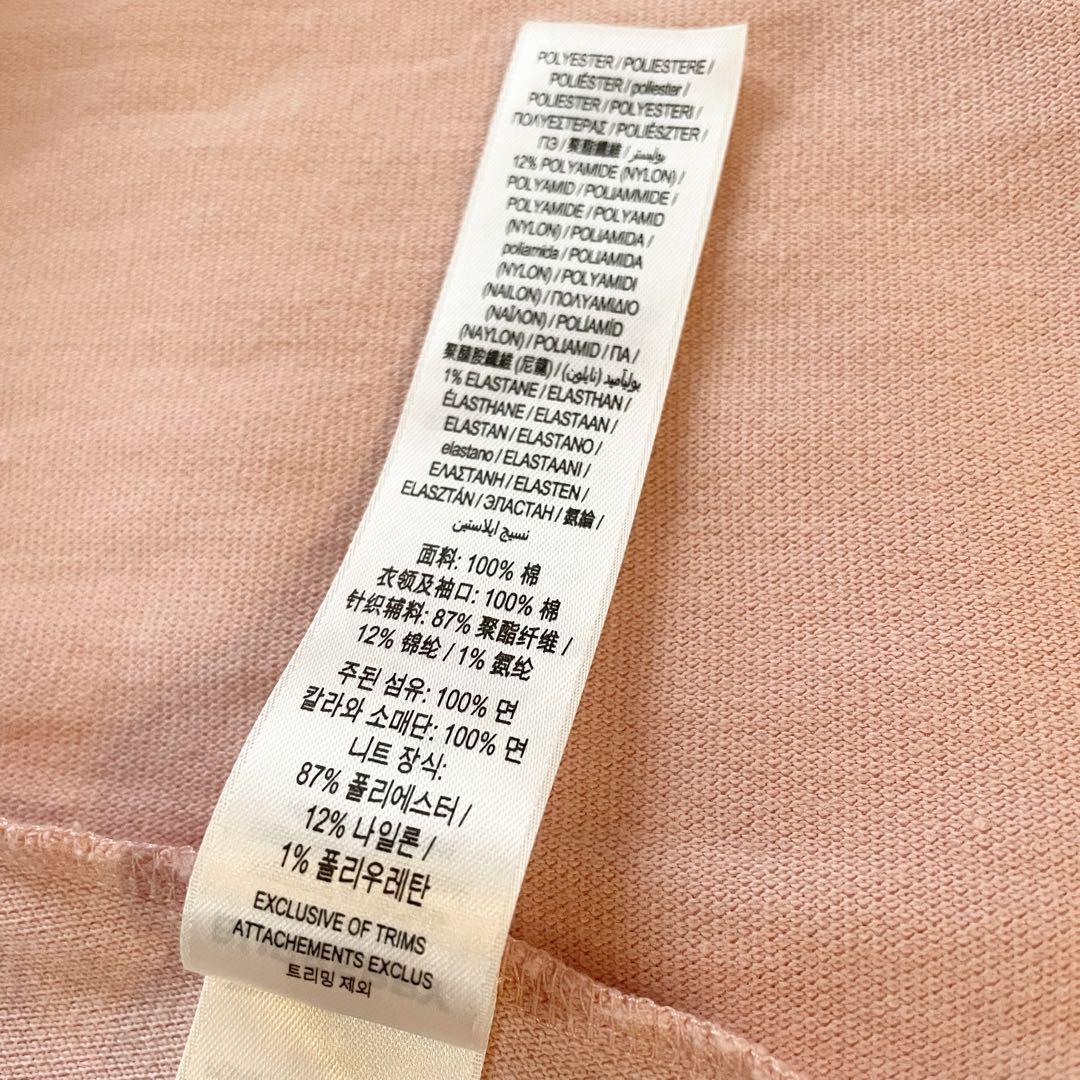 POLYESTER / POLIESTERE /
POLIÉSTER / poliester /
POLIESTER / POLYESTERI /
ΠΟΛΥΕΣΤΕΡΑΣ / POLIÉSZTER /
ПЭ / 聚酯纖維 / بوليستر
12% POLYAMIDE (NYLON) /
POLYAMID / POLIAMMIDE /
POLYAMIDE / POLYAMID
(NYLON) / POLIAMIDA /
poliamida / POLIAMIDA
(NYLON) / POLYAMIDI
(NAILON) / ΠΟΛΥΑΜΙΔΙΟ
(ΝΑΪΛΟΝ) / POLIAMÍD
(NAYLON) / POLIAMID / ПА /
聚醯胺纖維 (尼龍) / بوليآميد (نايلون) /
1% ELASTANE / ELASTHAN /
ÉLASTHANE / ELASTAAN /
ELASTAN / ELASTANO /
elastano / ELASTAANI /
ΕΛΑΣΤΑΝΗ / ELASTEN /
ELASZTÁN / ЭЛАСТАН / 氨綸 /
نسيج ايلاستين
面料: 100% 棉
衣领及袖口: 100% 棉
针织辅料: 87% 聚酯纤维 /
12% 锦纶 / 1% 氨纶
주된 섬유: 100% 면
칼라와 소매단: 100% 면
니트 장식:
87% 폴리에스터 /
12% 나일론 /
1% 폴리우레탄
EXCLUSIVE OF TRIMS
ATTACHEMENTS EXCLUS
트리밍 제외